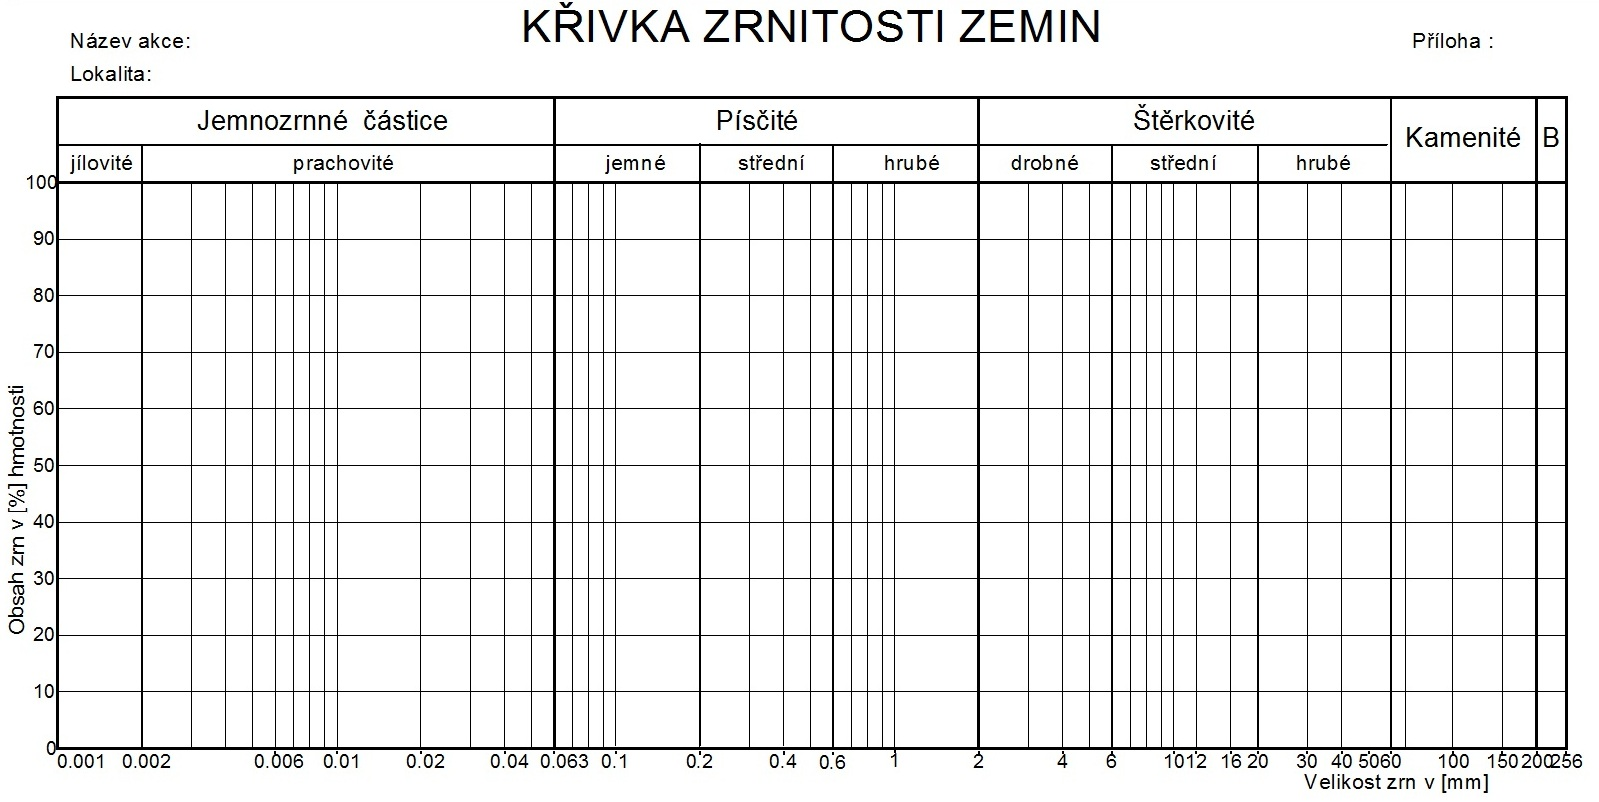 KŘIVKA ZRNITOSTI ZEMIN
Název akce:
Příloha :
Lokalita:
Jemnozrnné částice
Písčité
Štěrkovité
Kamenité
B
jílovité
prachovité
jemné
střední
hrubé
drobné
střední
hrubé
100
90
80
70
60
50
40
30
20
10
0
Obsah zrn v [%] hmotnosti
0.001 0.002 0.006 0.01 0.02 0.04 0.063 0.1 0.2 0.4 0.6 1 2 4 6 10 12 16 20 30 40 50 60 100 150 200 256
Velikost zrn v [mm]